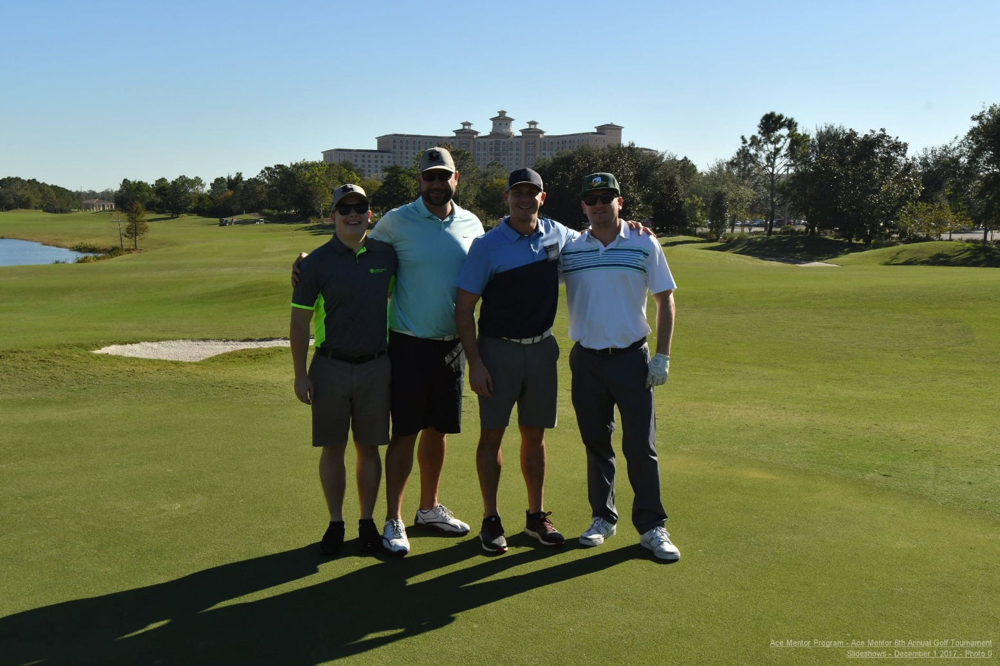 Ace Mentor Program - Ace Mentor 6th Annual Golf Tournament
Slideshows - December 1 2017 - Photo 0